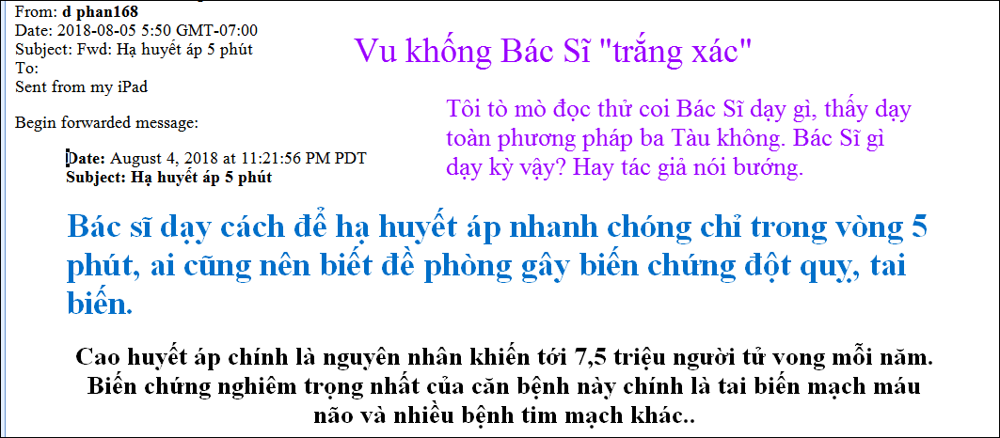 From: d phan168
Date: 2018-08-05 5:50 GMT-07:00
Subject: Fwd: Hạ huyết áp 5 phút
To:
Sent from my iPad
Vu khống Bác Sĩ "trắng xác"
Tôi tò mò đọc thử coi Bác Sĩ dạy gì, thấy dạy
toàn phương pháp ba Tàu không. Bác Sĩ gì
dạy kỳ vậy? Hay tác giả nói bướng.
Begin forwarded message:
Date: August 4, 2018 at 11:21:56 PM PDT
Subject: Hạ huyết áp 5 phút
Bác sĩ dạy cách để hạ huyết áp nhanh chóng chỉ trong vòng 5
phút, ai cũng nên biết đề phòng gây biến chứng đột quỵ, tai
biến.
Cao huyết áp chính là nguyên nhân khiến tới 7,5 triệu người tử vong mỗi năm.
Biến chứng nghiêm trọng nhất của căn bệnh này chính là tai biến mạch máu
não và nhiều bệnh tim mạch khác..